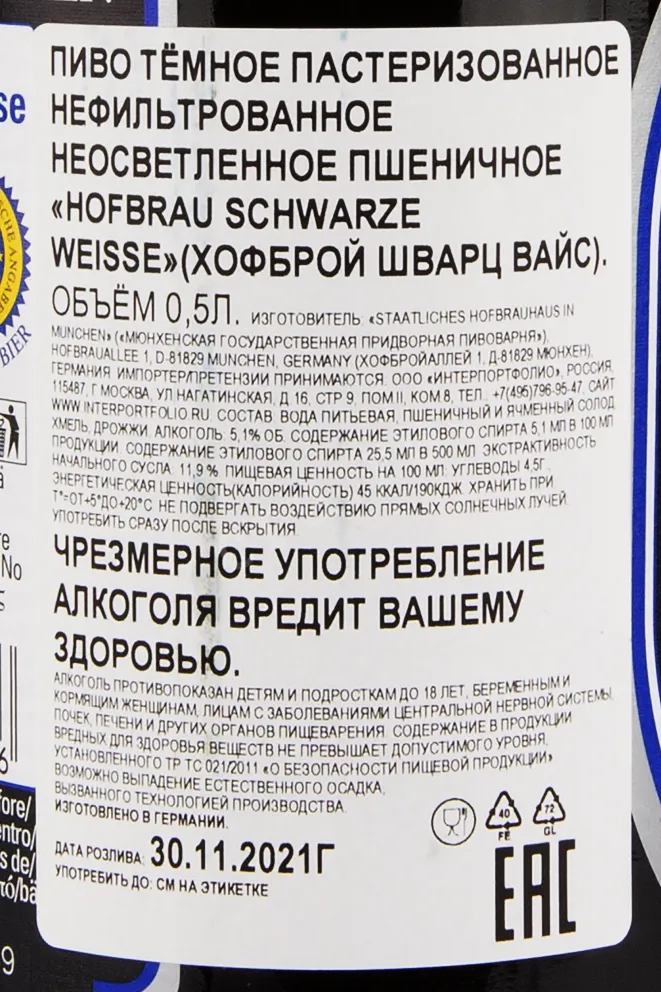 ПИВО ТЁМНОЕ ПАСТЕРИЗОВАННОЕ
НЕФИЛЬТРОВАННОЕ
НЕОСВЕТЛЕННОЕ ПШЕНИЧНОЕ
«HOFBRAU SCHWARZE
WEISSE»(ХОФБРОЙ ШВАРЦ ВАЙС).
ОБЪЁМ 0,5Л. ИЗГОТОВИТЕЛЬ: «STAATLICHES HOFBRAUHAUS IN
MUNCHEN» («МЮНХЕНСКАЯ ГОСУДАРСТВЕННАЯ ПРИДВОРНАЯ ПИВОВАРНЯ»),
HOFBRAUALLEE 1, D-81829 MUNCHEN, GERMANY (ХОФБРОЙАЛЛЕЙ 1, Д-81829 МЮНХЕН),
ГЕРМАНИЯ. ИМПОРТЕР/ПРЕТЕНЗИИ ПРИНИМАЮТСЯ: ООО «ИНТЕРПОРТФОЛИО», РОССИЯ,
115487, Г.МОСКВА, УЛ.НАГАТИНСКАЯ, Д.16, СТР.9, ПОМ.II, КОМ.8, ТЕЛ.: +7(495)796-95-47, САЙТ:
WWW.INTERPORTFOLIO.RU. СОСТАВ: ВОДА ПИТЬЕВАЯ, ПШЕНИЧНЫЙ И ЯЧМЕННЫЙ СОЛОД,
ХМЕЛЬ, ДРОЖЖИ. АЛКОГОЛЬ: 5,1% ОБ. СОДЕРЖАНИЕ ЭТИЛОВОГО СПИРТА 5,1 МЛ В 100 МЛ
ПРОДУКЦИИ. СОДЕРЖАНИЕ ЭТИЛОВОГО СПИРТА 25,5 МЛ В 500 МЛ. ЭКСТРАКТИВНОСТЬ
НАЧАЛЬНОГО СУСЛА: 11,9%. ПИЩЕВАЯ ЦЕННОСТЬ НА 100 МЛ: УГЛЕВОДЫ 4,5Г.,
ЭНЕРГЕТИЧЕСКАЯ ЦЕННОСТЬ(КАЛОРИЙНОСТЬ) 45 ККАЛ/190КДЖ. ХРАНИТЬ ПРИ
Т°=ОТ+5°ДО+20°С. НЕ ПОДВЕРГАТЬ ВОЗДЕЙСТВИЮ ПРЯМЫХ СОЛНЕЧНЫХ ЛУЧЕЙ.
УПОТРЕБИТЬ СРАЗУ ПОСЛЕ ВСКРЫТИЯ.
ЧРЕЗМЕРНОЕ УПОТРЕБЛЕНИЕ
АЛКОГОЛЯ ВРЕДИТ ВАШЕМУ
ЗДОРОВЬЮ.
АЛКОГОЛЬ ПРОТИВОПОКАЗАН ДЕТЯМ И ПОДРОСТКАМ ДО 18 ЛЕТ, БЕРЕМЕННЫМ И
КОРМЯЩИМ ЖЕНЩИНАМ, ЛИЦАМ С ЗАБОЛЕВАНИЯМИ ЦЕНТРАЛЬНОЙ НЕРВНОЙ СИСТЕМЫ,
ПОЧЕК, ПЕЧЕНИ И ДРУГИХ ОРГАНОВ ПИЩЕВАРЕНИЯ. СОДЕРЖАНИЕ В ПРОДУКЦИИ
ВРЕДНЫХ ДЛЯ ЗДОРОВЬЯ ВЕЩЕСТВ НЕ ПРЕВЫШАЕТ ДОПУСТИМОГО УРОВНЯ,
УСТАНОВЛЕННОГО ТР ТС 021/2011 «О БЕЗОПАСНОСТИ ПИЩЕВОЙ ПРОДУКЦИИ».
ВОЗМОЖНО ВЫПАДЕНИЕ ЕСТЕСТВЕННОГО ОСАДКА,
ВЫЗВАННОГО ТЕХНОЛОГИЕЙ ПРОИЗВОДСТВА.
ИЗГОТОВЛЕНО В ГЕРМАНИИ.
ДАТА РОЗЛИВА: 30.11.2021Г
УПОТРЕБИТЬ ДО: СМ НА ЭТИКЕТКЕ
40
FE
72
GL
EAC
se
BIER
No
6
fore/
entro/
s de/
9